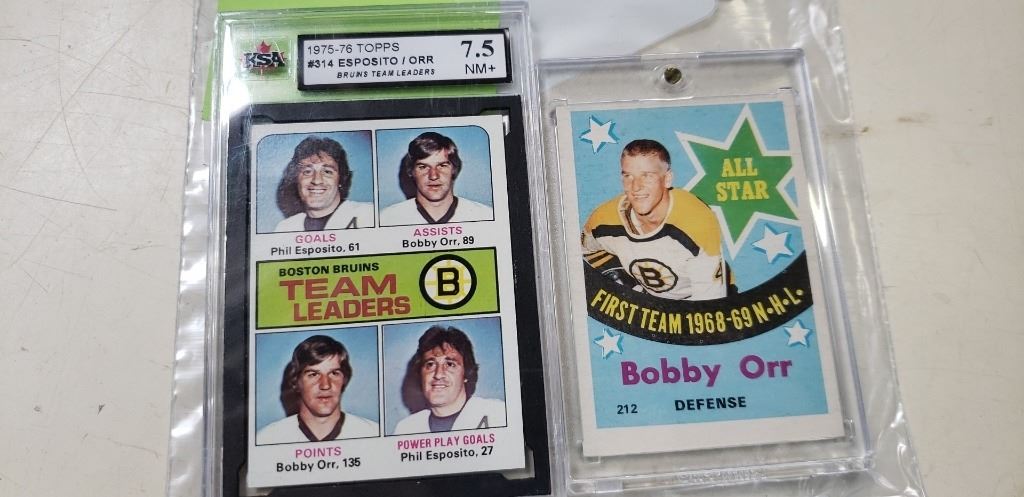 KSA
1975-76 TOPPS
#314 ESPOSITO / ORR
BRUINS TEAM LEADERS
7.5
NM+
GOALS
Phil Esposito, 61
ASSISTS
Bobby Orr, 89
BOSTON BRUINS
TEAM
LEADERS
B
POINTS
Bobby Orr, 135
POWER PLAY GOALS
Phil Esposito, 27
ALL
STAR
B
4
FIRST TEAM 1968-69 N•H•L•
Bobby Orr
212 DEFENSE